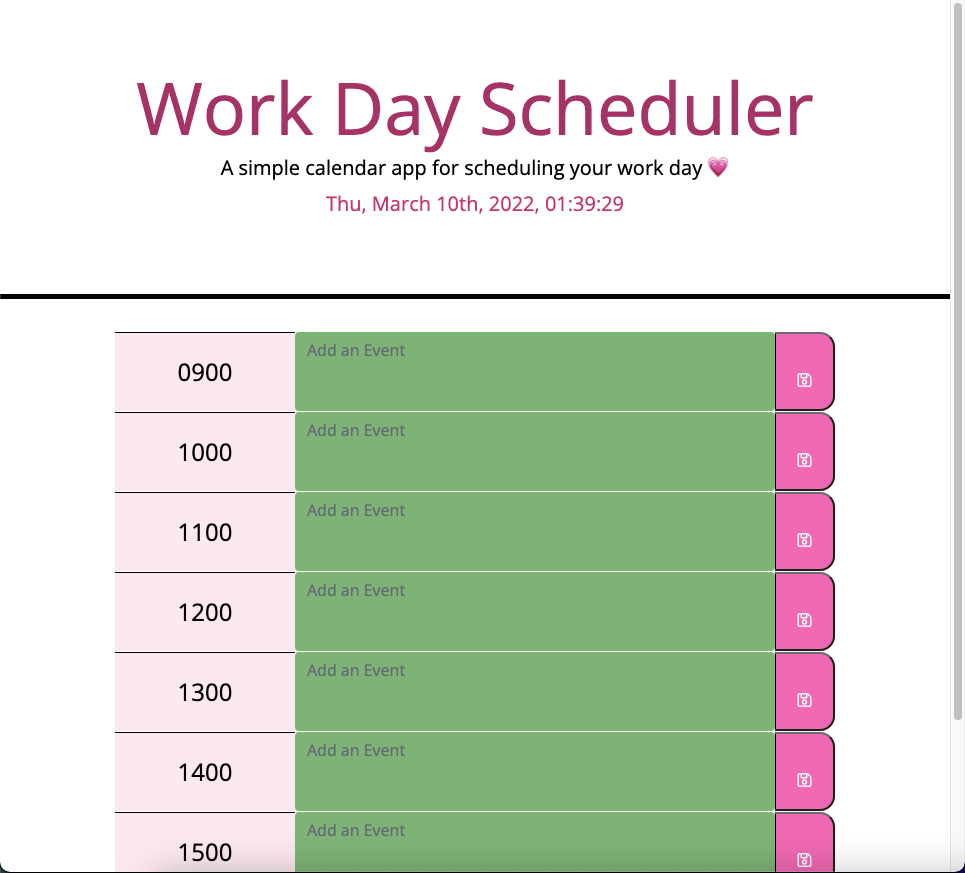 Work Day Scheduler
A simple calendar app for scheduling your work day 💗
Thu, March 10th, 2022, 01:39:29
0900 Add an Event
1000 Add an Event
1100 Add an Event
1200 Add an Event
1300 Add an Event
1400 Add an Event
1500 Add an Event